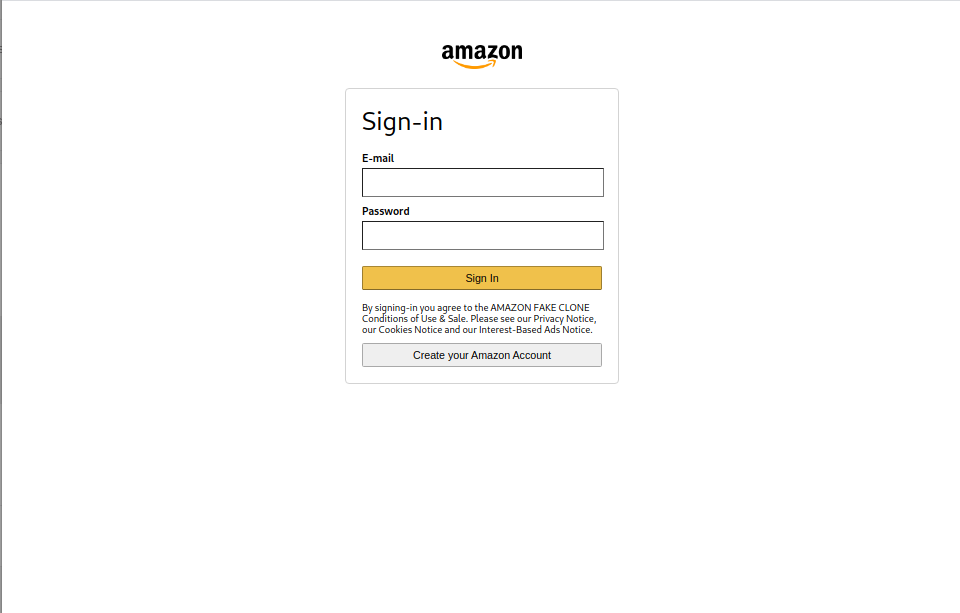 amazon
Sign-in
E-mail
Password
Sign In
By signing-in you agree to the AMAZON FAKE CLONE
Conditions of Use & Sale. Please see our Privacy Notice,
our Cookies Notice and our Interest-Based Ads Notice.
Create your Amazon Account